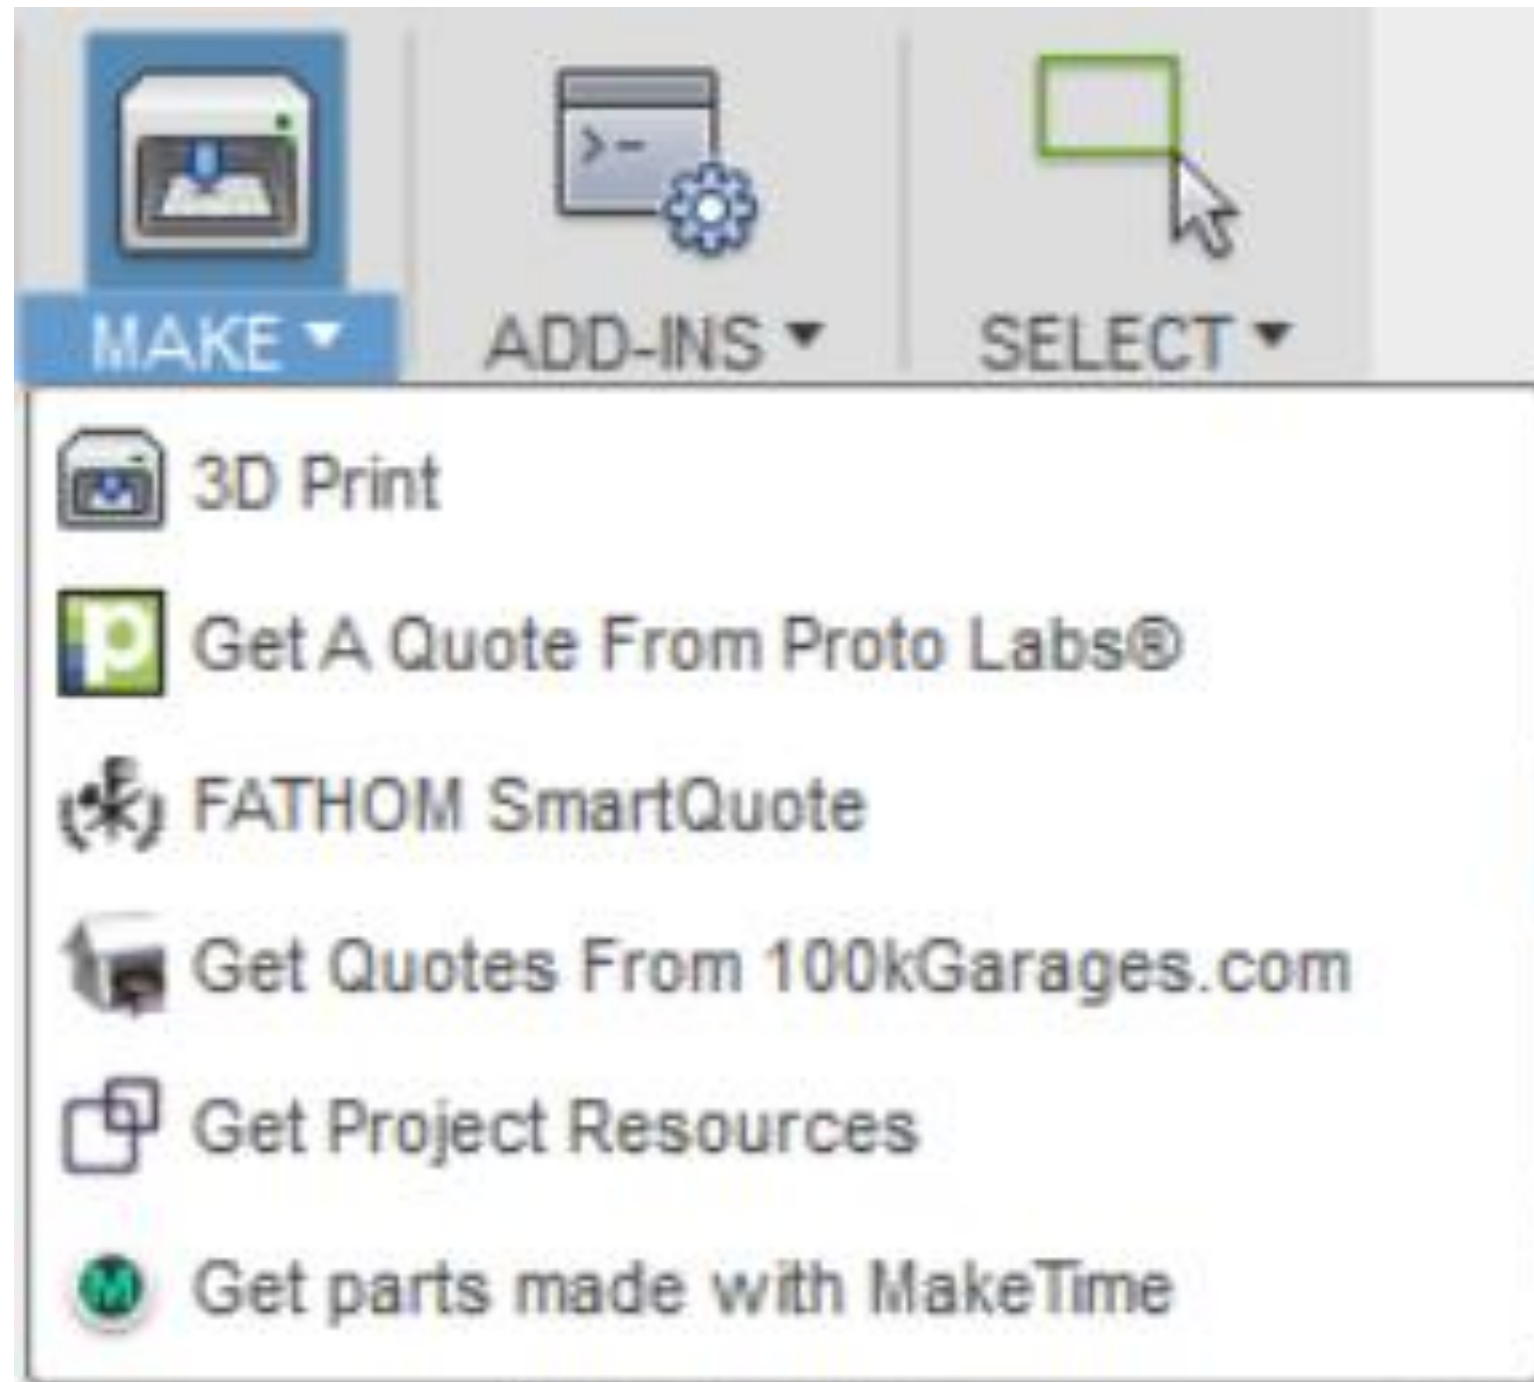 MAKE ADD-INS SELECT
3D Print
Get A Quote From Proto Labs®
FATHOM SmartQuote
Get Quotes From 100kGarages.com
Get Project Resources
Get parts made with MakeTime